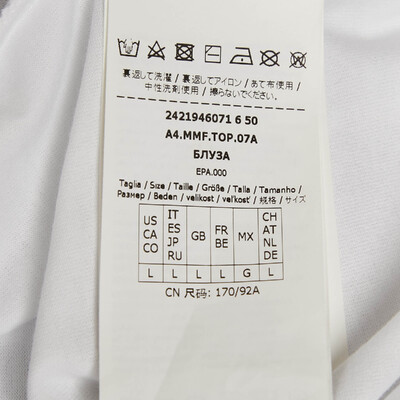 裏返して洗濯 / 裏返してアイロン / あて布使用 /
中性洗剤使用 / 擦らないでください.
2421946071 6 50
A4.MMF.TOP.07A
БЛУЗА
EPA.000
Taglia / Size / Taille / Größe / Talla / Tamanho /
Размер / Beden / velikost / veľkosť / 规格 / サイズ
US CA CO IT ES JP RU GB FR BE MX CH AT NL DE
L L L L G L
CN 尺码: 170/92A